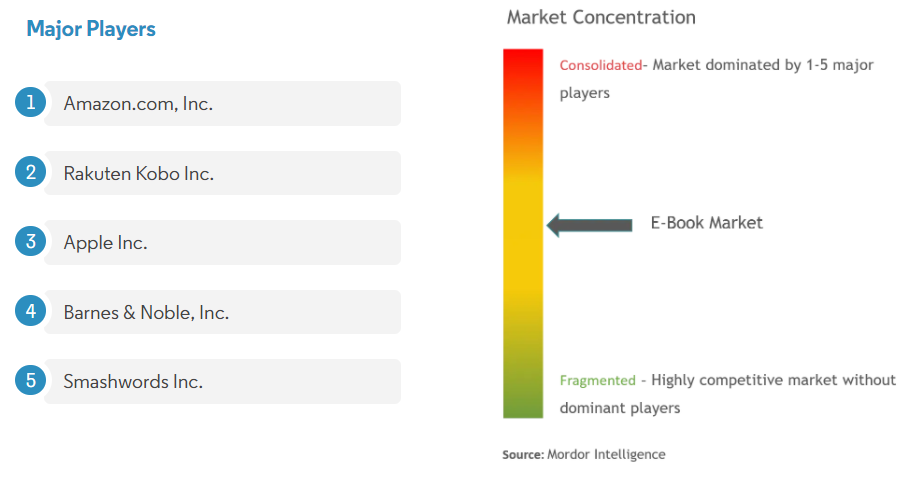 Major Players
1 Amazon.com, Inc.
2 Rakuten Kobo Inc.
3 Apple Inc.
4 Barnes & Noble, Inc.
5 Smashwords Inc.
Market Concentration
Consolidated- Market dominated by 1-5 major
players
E-Book Market
Fragmented - Highly competitive market without
dominant players
Source: Mordor Intelligence